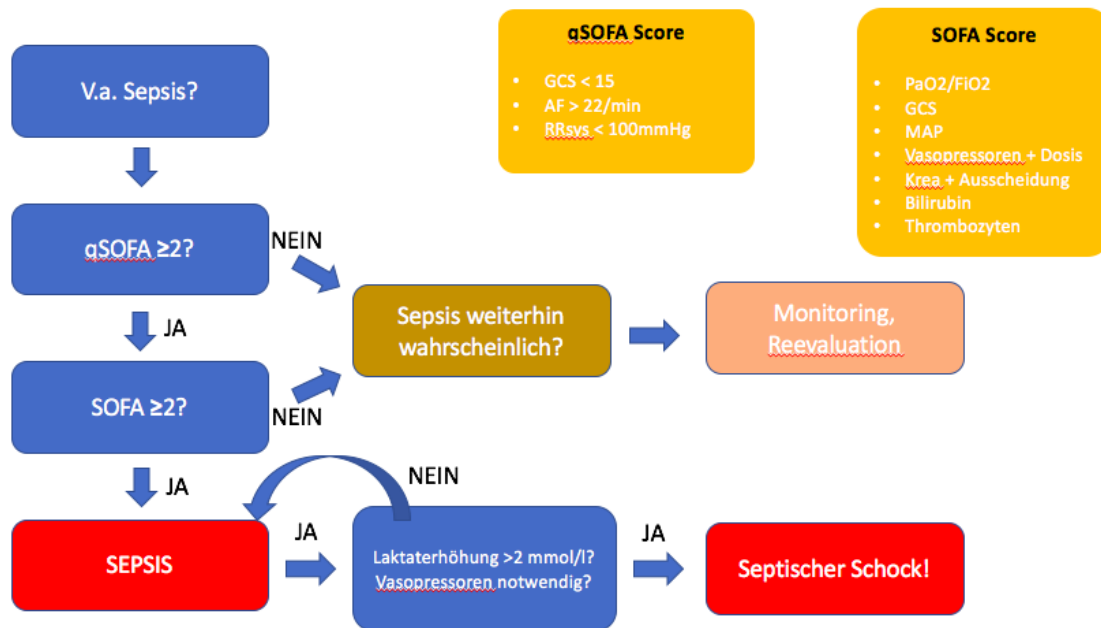 V.a. Sepsis?
qSOFA Score
• GCS < 15
• AF > 22/min
• RRsys < 100mmHg
SOFA Score
• PaO2/FiO2
• GCS
• MAP
• Vasopressoren + Dosis
• Krea + Ausscheidung
• Bilirubin
• Thrombozyten
qSOFA ≥2?
NEIN
JA
Sepsis weiterhin
wahrscheinlich?
Monitoring,
Reevaluation
SOFA ≥2?
NEIN
JA
NEIN
SEPSIS
JA
Laktaterhöhung >2 mmol/l?
Vasopressoren notwendig?
JA
Septischer Schock!